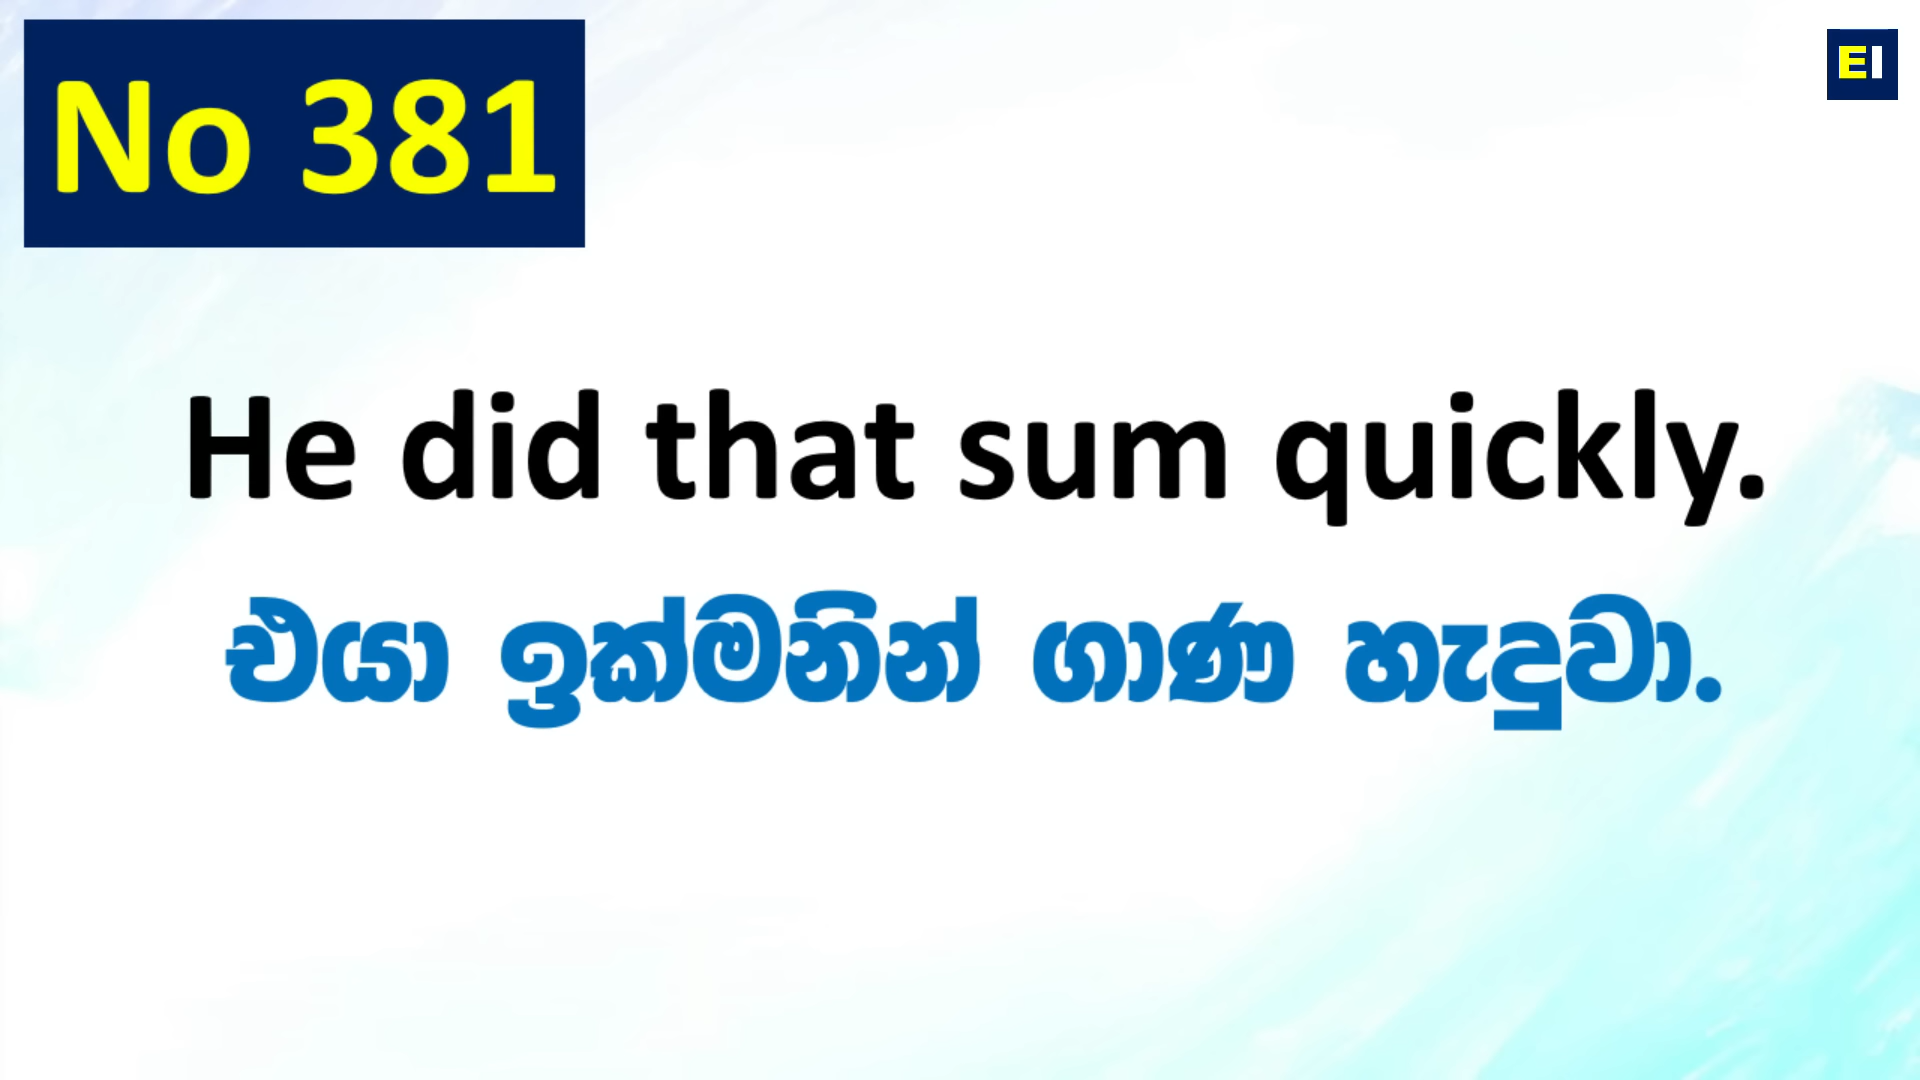 No 381
EI
He did that sum quickly.
එයා ඉක්මනින් ගාණ හැදුවා.